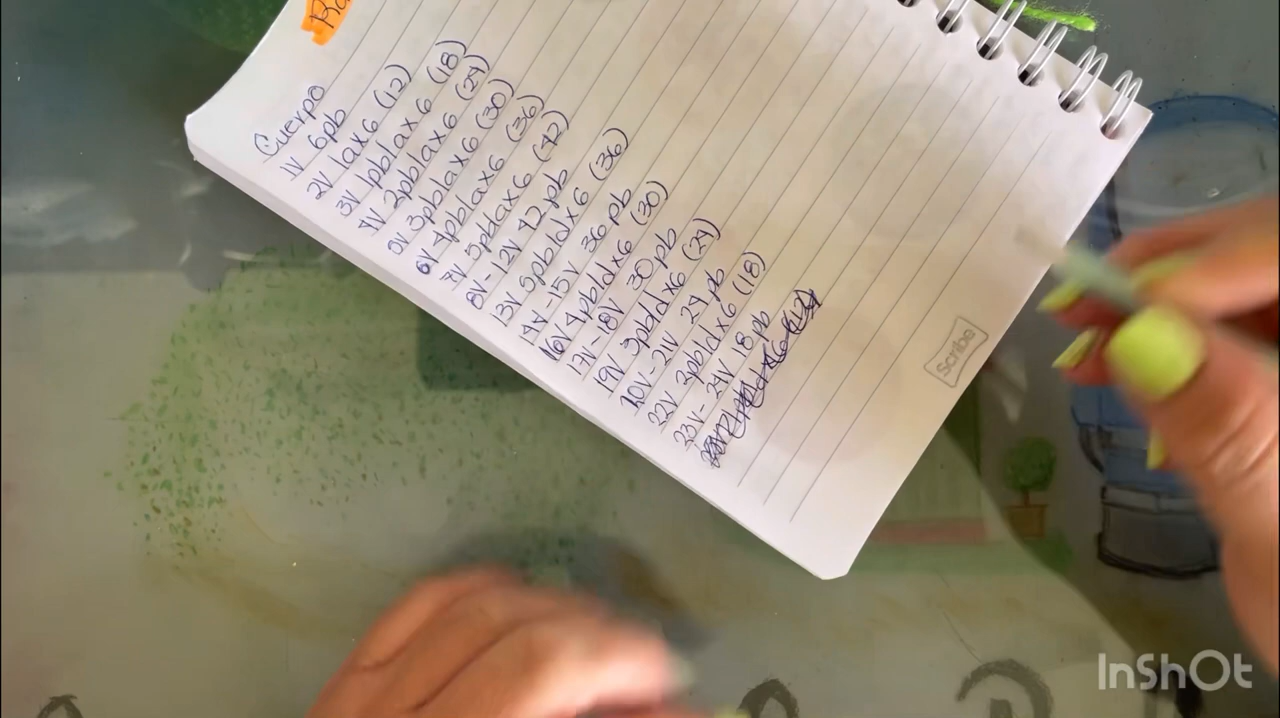 Ra
Cuerpo
1V 6pb
2V 1ax6 (12)
3V 1pb1ax6 (18)
4V 2pb1ax6 (24)
5V 3pb1ax6 (30)
6V 4pb1ax6 (36)
7V 5pb1ax6 (42)
8V-12V 42pb
13V 5pb1dx6 (36)
14V-15V 36pb
16V 4pb1dx6 (30)
17V-18V 30pb
19V 3pb1dx6 (24)
20V-21V 24pb
22V 2pb1dx6 (18)
23V-24V 18pb
Scribe
InShOt